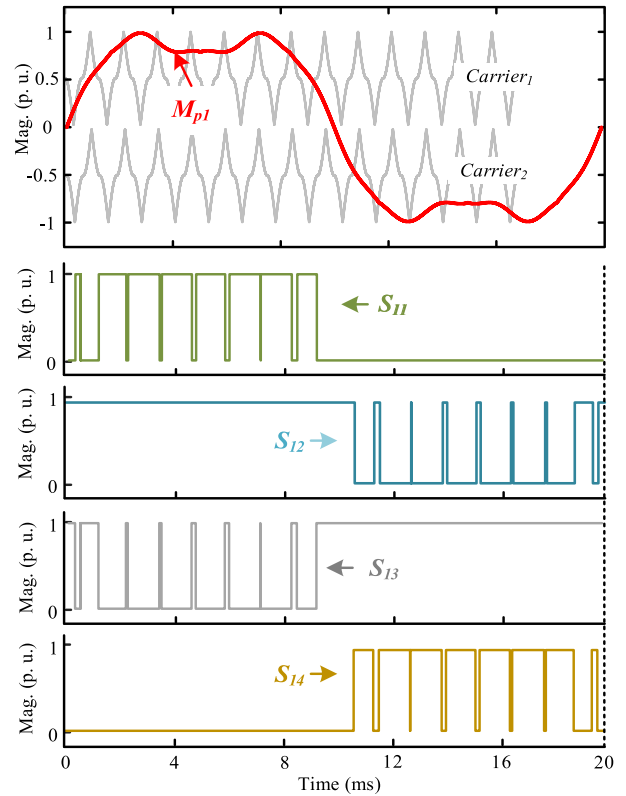 Mag. (p. u.)
1
0.5
0
-0.5
-1
Mp1
Carrier1
Carrier2
Mag. (p. u.)
1
0
S11
Mag. (p. u.)
1
0
S12
Mag. (p. u.)
1
0
S13
Mag. (p. u.)
1
0
S14
0 4 8 12 16 20
Time (ms)